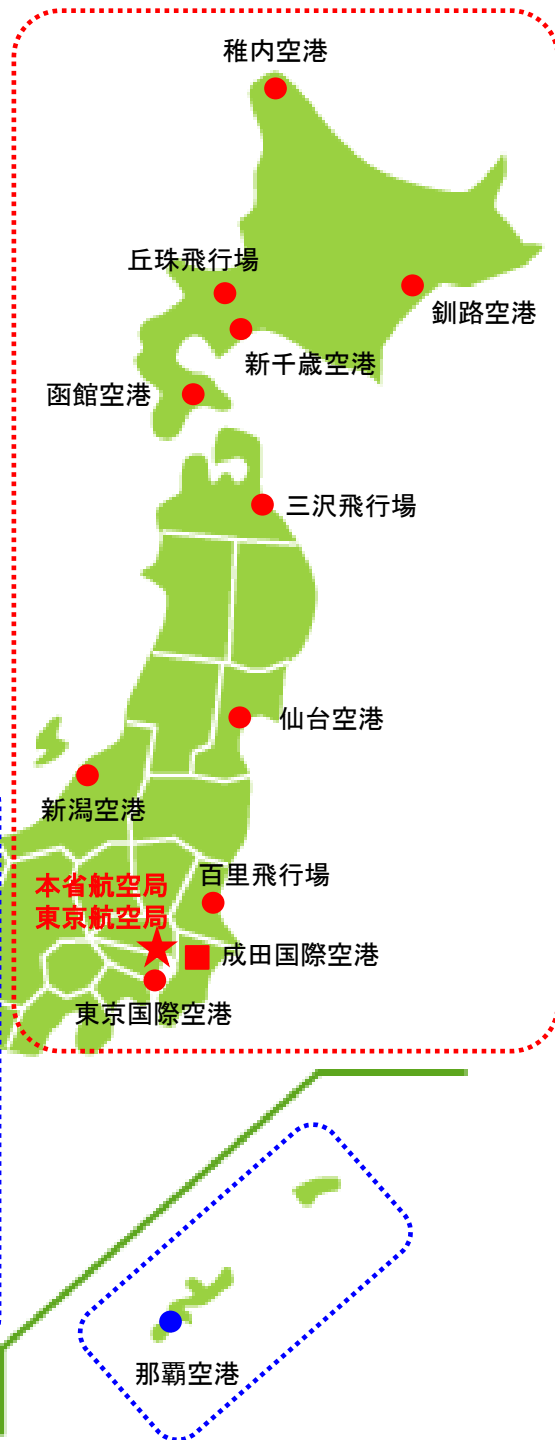 稚内空港
丘珠飛行場
釧路空港
新千歳空港
函館空港
三沢飛行場
仙台空港
新潟空港
百里飛行場
本省航空局
東京航空局
成田国際空港
東京国際空港
那覇空港